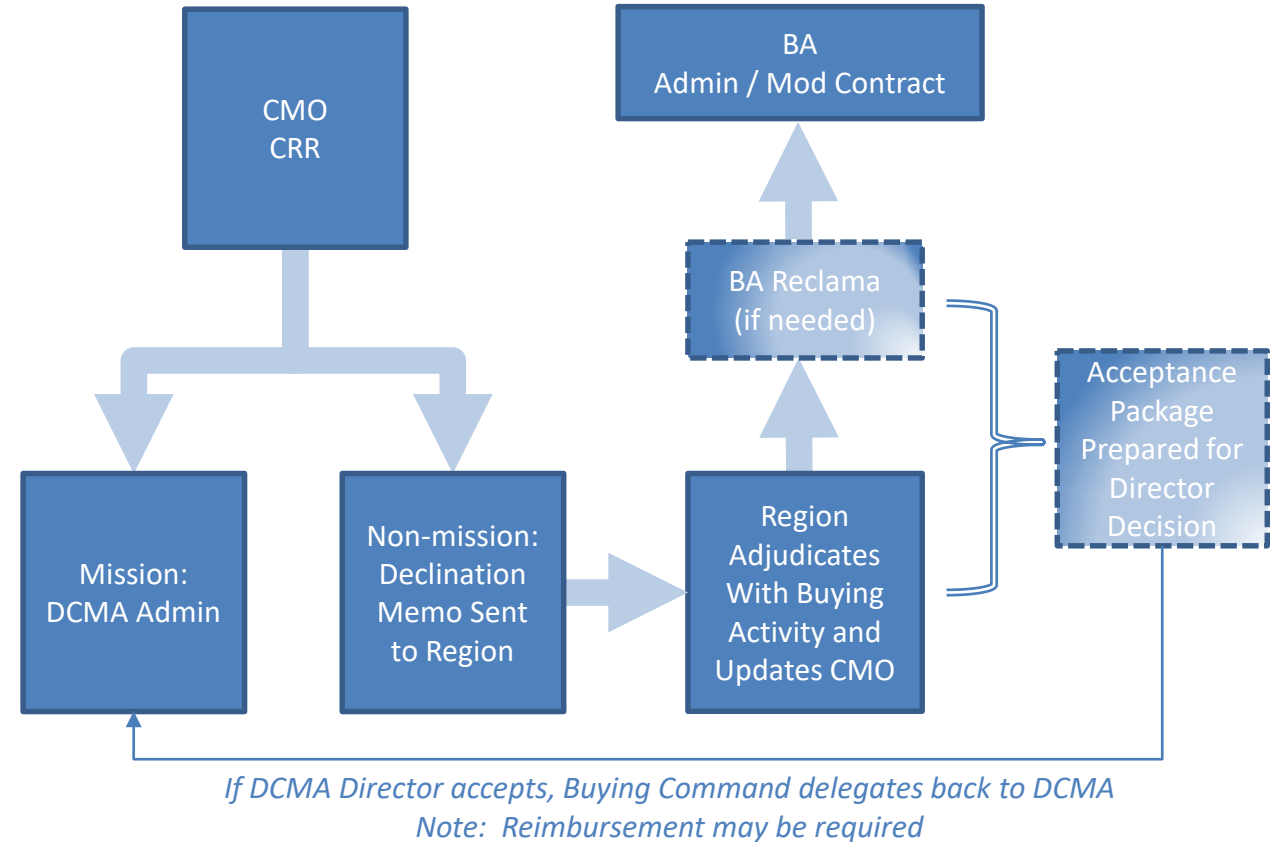 CMO
CRR
BA
Admin / Mod Contract
BA Reclama
(if needed)
Acceptance
Package
Prepared for
Director
Decision
Mission:
DCMA Admin
Non-mission:
Declination
Memo Sent
to Region
Region
Adjudicates
With Buying
Activity and
Updates CMO
If DCMA Director accepts, Buying Command delegates back to DCMA
Note:  Reimbursement may be required